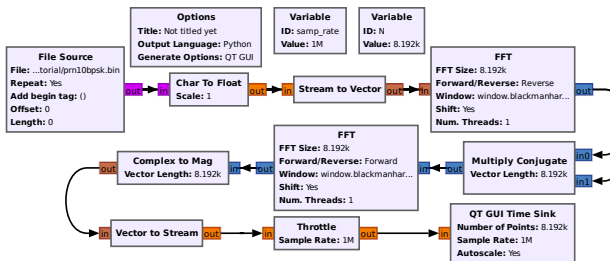 Options
Title: Not titled yet
Output Language: Python
Generate Options: QT GUI
Variable
ID: samp_rate
Value: 1M
Variable
ID: N
Value: 8.192k
File Source
File: ...torial/prn10bpsk.bin
Repeat: Yes
Add begin tag: ()
Offset: 0
Length: 0
out
in
Char To Float
Scale: 1
out
in
Stream to Vector
out
in
FFT
FFT Size: 8.192k
Forward/Reverse: Reverse
Window: window.blackmanhar...
Shift: Yes
Num. Threads: 1
out
in0
in1
Multiply Conjugate
Vector Length: 8.192k
out
in
FFT
FFT Size: 8.192k
Forward/Reverse: Forward
Window: window.blackmanhar...
Shift: Yes
Num. Threads: 1
out
in
Complex to Mag
Vector Length: 8.192k
out
in
Vector to Stream
out
in
Throttle
Sample Rate: 1M
out
in
QT GUI Time Sink
Number of Points: 8.192k
Sample Rate: 1M
Autoscale: Yes